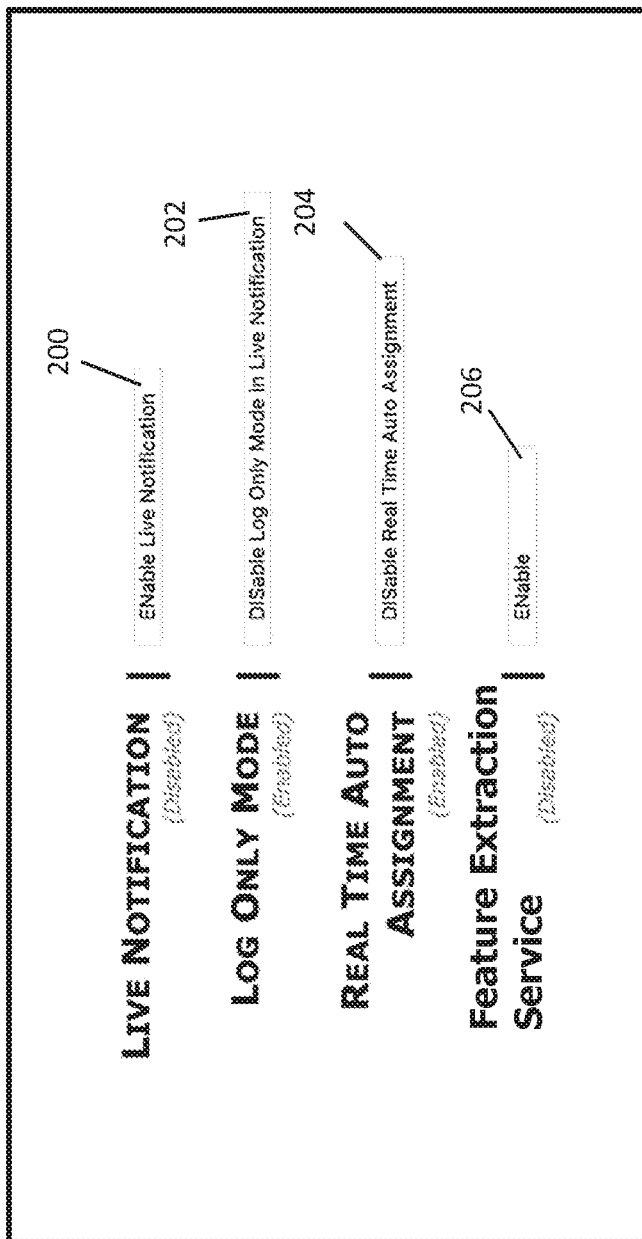 200
LIVE NOTIFICATION
(Disabled)
ENable Live Notification
202
LOG ONLY MODE
(Enabled)
DISable Log Only Mode In Live Notification
204
REAL TIME AUTO
ASSIGNMENT
(Enabled)
DISable Real Time Auto Assignment
206
Feature Extraction
Service
(Disabled)
ENable